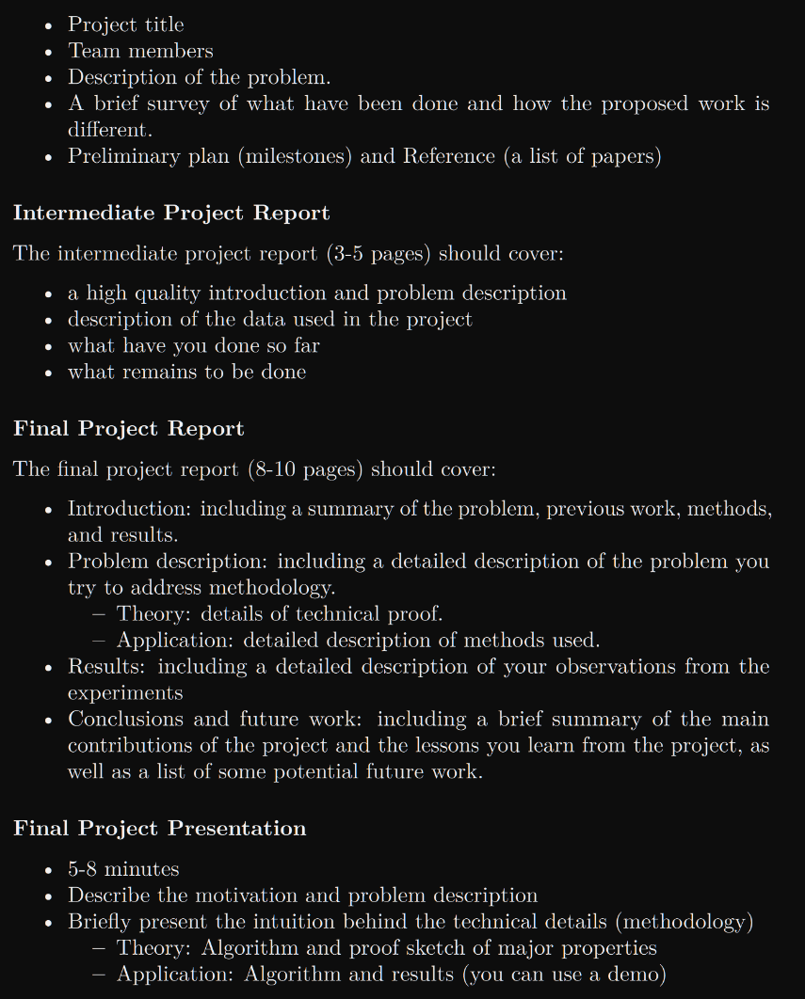 • Project title
• Team members
• Description of the problem.
• A brief survey of what have been done and how the proposed work is
different.
• Preliminary plan (milestones) and Reference (a list of papers)
Intermediate Project Report
The intermediate project report (3-5 pages) should cover:
• a high quality introduction and problem description
• description of the data used in the project
• what have you done so far
• what remains to be done
Final Project Report
The final project report (8-10 pages) should cover:
• Introduction: including a summary of the problem, previous work, methods,
and results.
• Problem description: including a detailed description of the problem you
try to address methodology.
– Theory: details of technical proof.
– Application: detailed description of methods used.
• Results: including a detailed description of your observations from the
experiments
• Conclusions and future work: including a brief summary of the main
contributions of the project and the lessons you learn from the project, as
well as a list of some potential future work.
Final Project Presentation
• 5-8 minutes
• Describe the motivation and problem description
• Briefly present the intuition behind the technical details (methodology)
– Theory: Algorithm and proof sketch of major properties
– Application: Algorithm and results (you can use a demo)